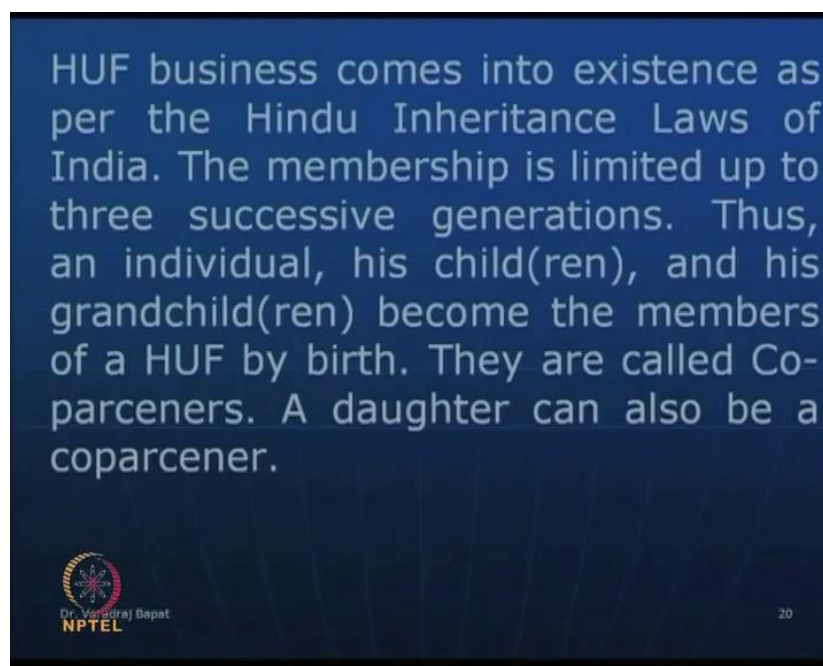 HUF business comes into existence as
per the Hindu Inheritance Laws of
India. The membership is limited up to
three successive generations. Thus,
an individual, his child(ren), and his
grandchild(ren) become the members
of a HUF by birth. They are called Co-
parceners. A daughter can also be a
coparcener.
Dr. Varadraj Bapat
NPTEL
20